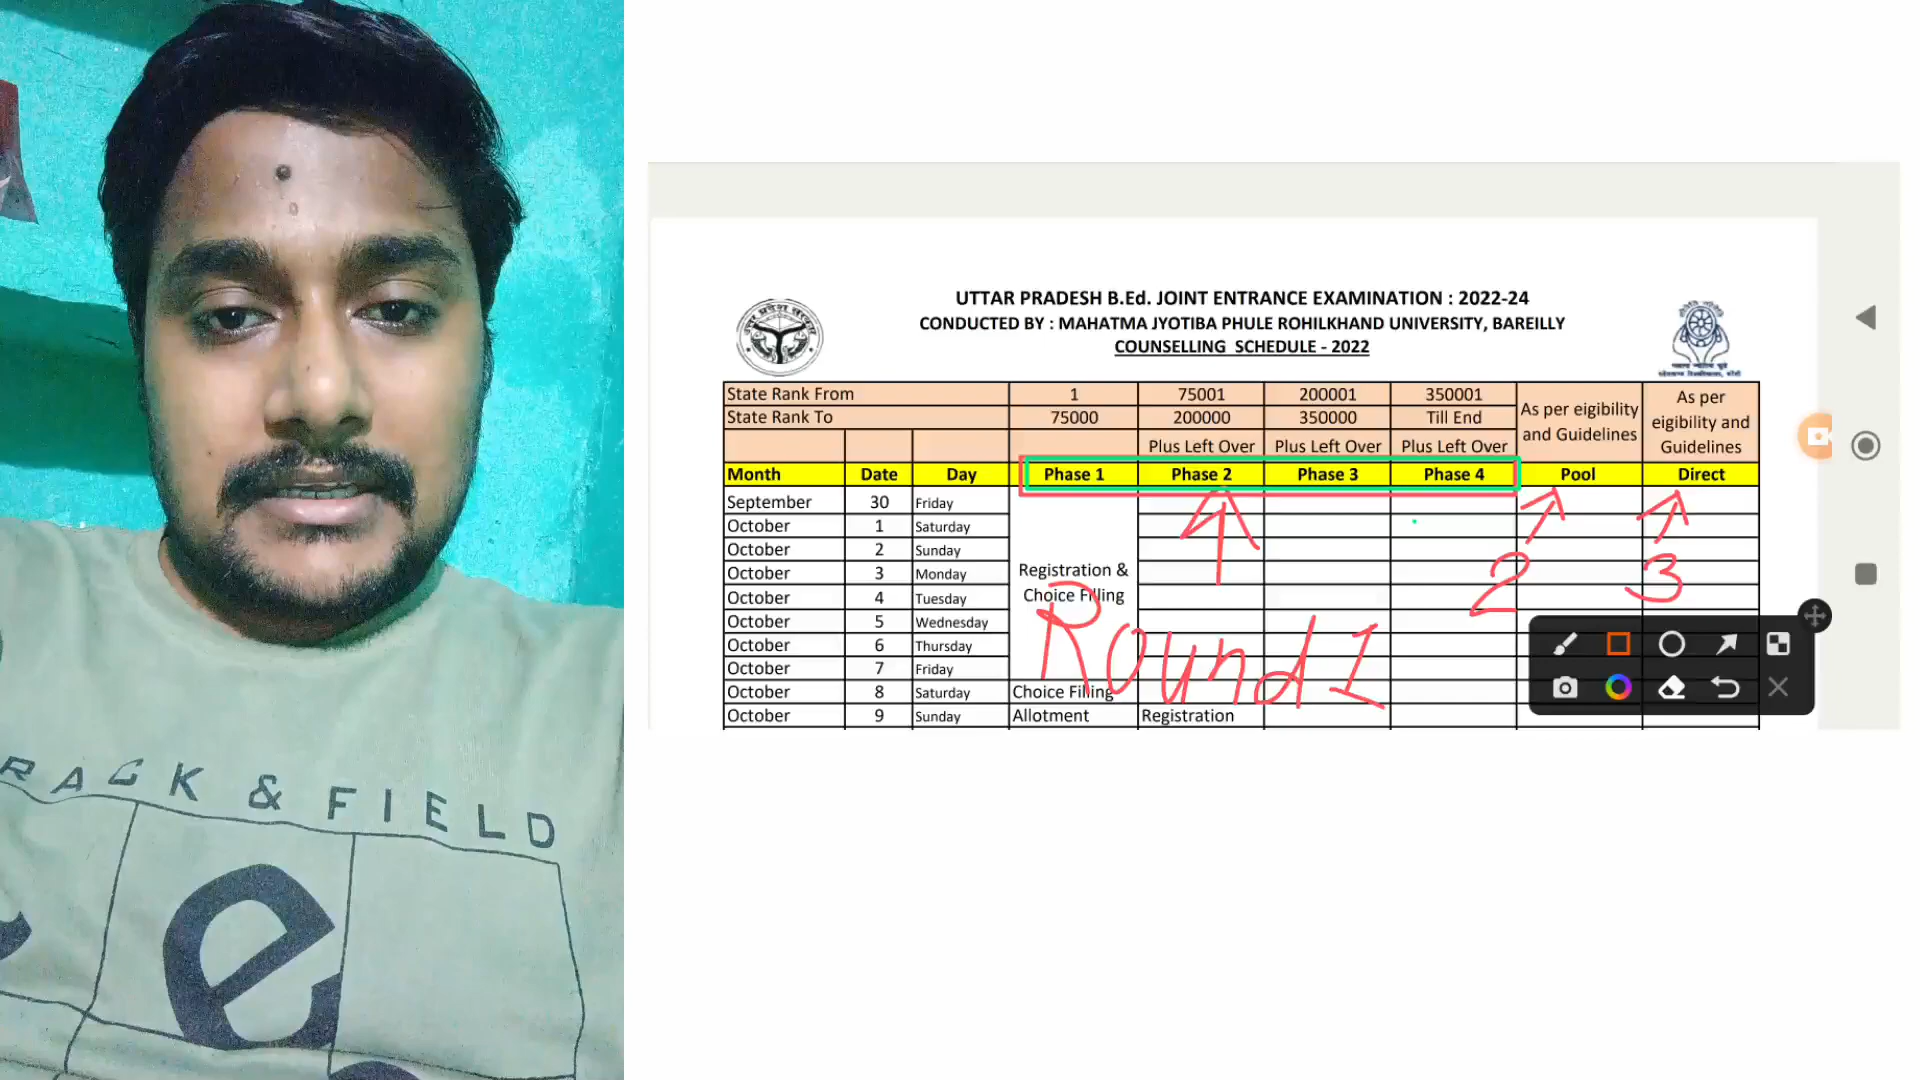 RACK & FIELD
e
UTTAR PRADESH B.Ed. JOINT ENTRANCE EXAMINATION : 2022-24
CONDUCTED BY : MAHATMA JYOTIBA PHULE ROHILKHAND UNIVERSITY, BAREILLY
COUNSELLING SCHEDULE - 2022
State Rank From 1 75001 200001 350001 As per eigibility and Guidelines As per eigibility and Guidelines
State Rank To 75000 200000 350000 Till End
Plus Left Over Plus Left Over Plus Left Over
Month Date Day Phase 1 Phase 2 Phase 3 Phase 4 Pool Direct
September 30 Friday
October 1 Saturday
October 2 Sunday
October 3 Monday
October 4 Tuesday
October 5 Wednesday
October 6 Thursday
October 7 Friday
Registration &
Choice Filling
October 8 Saturday Choice Filling
October 9 Sunday Allotment Registration
Round 1
2
3